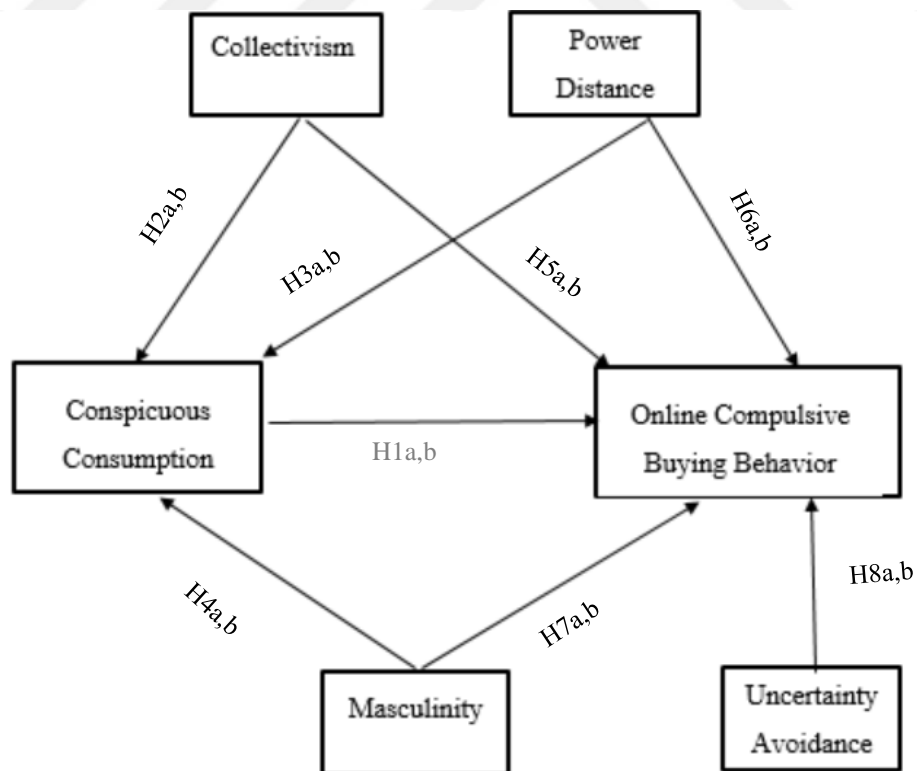 Collectivism
Power
Distance
H2a,b
H3a,b
H5a,b
H6a,b
Conspicuous
Consumption
H1a,b
Online Compulsive
Buying Behavior
H4a,b
H7a,b
H8a,b
Masculinity
Uncertainty
Avoidance